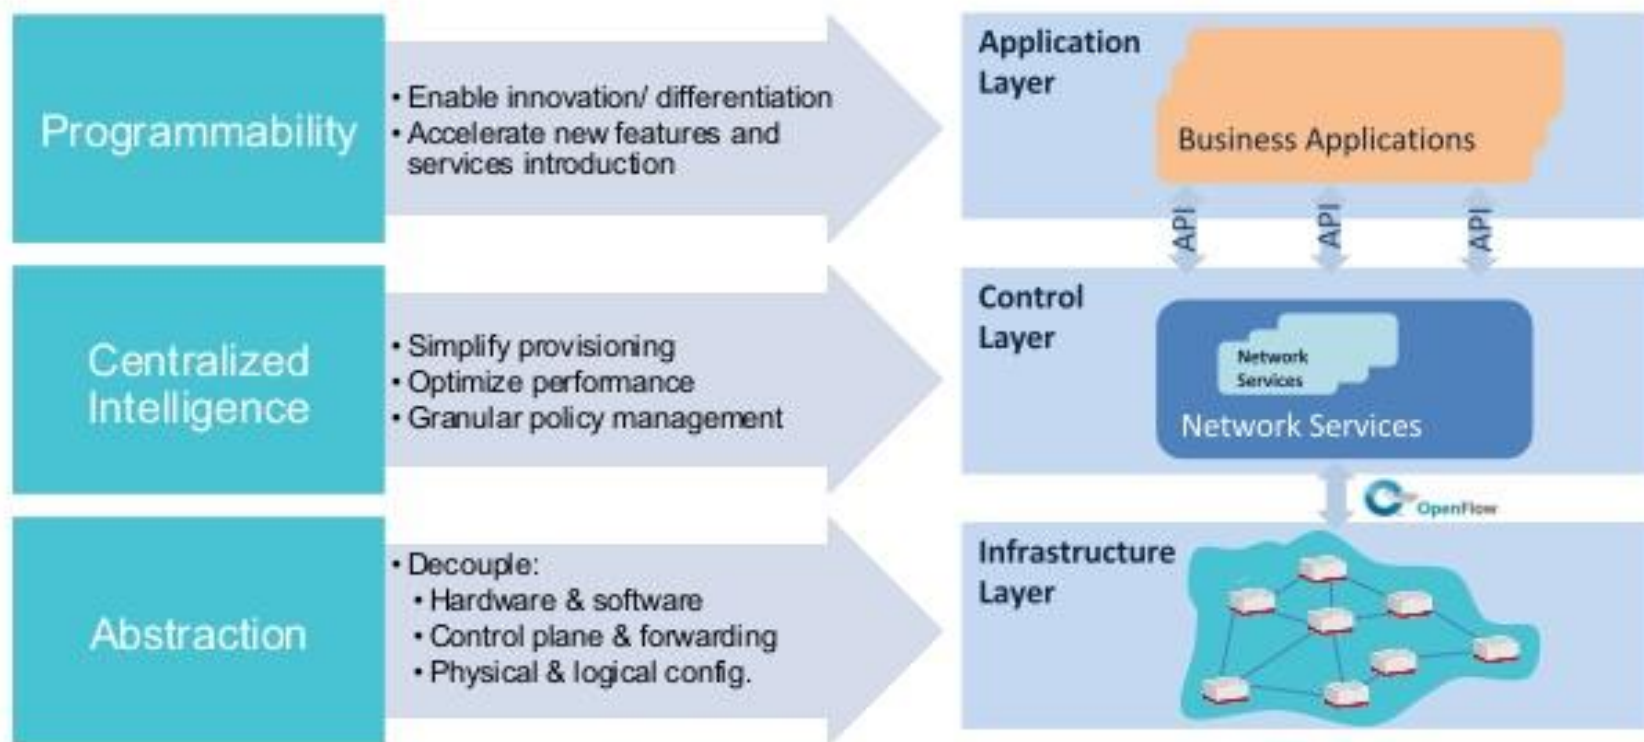 Programmability
• Enable innovation/ differentiation
• Accelerate new features and
services introduction
Application
Layer
Business Applications
API
API
API
Centralized
Intelligence
• Simplify provisioning
• Optimize performance
• Granular policy management
Control
Layer
Network
Services
Network Services
OpenFlow
Abstraction
• Decouple:
• Hardware & software
• Control plane & forwarding
• Physical & logical config.
Infrastructure
Layer